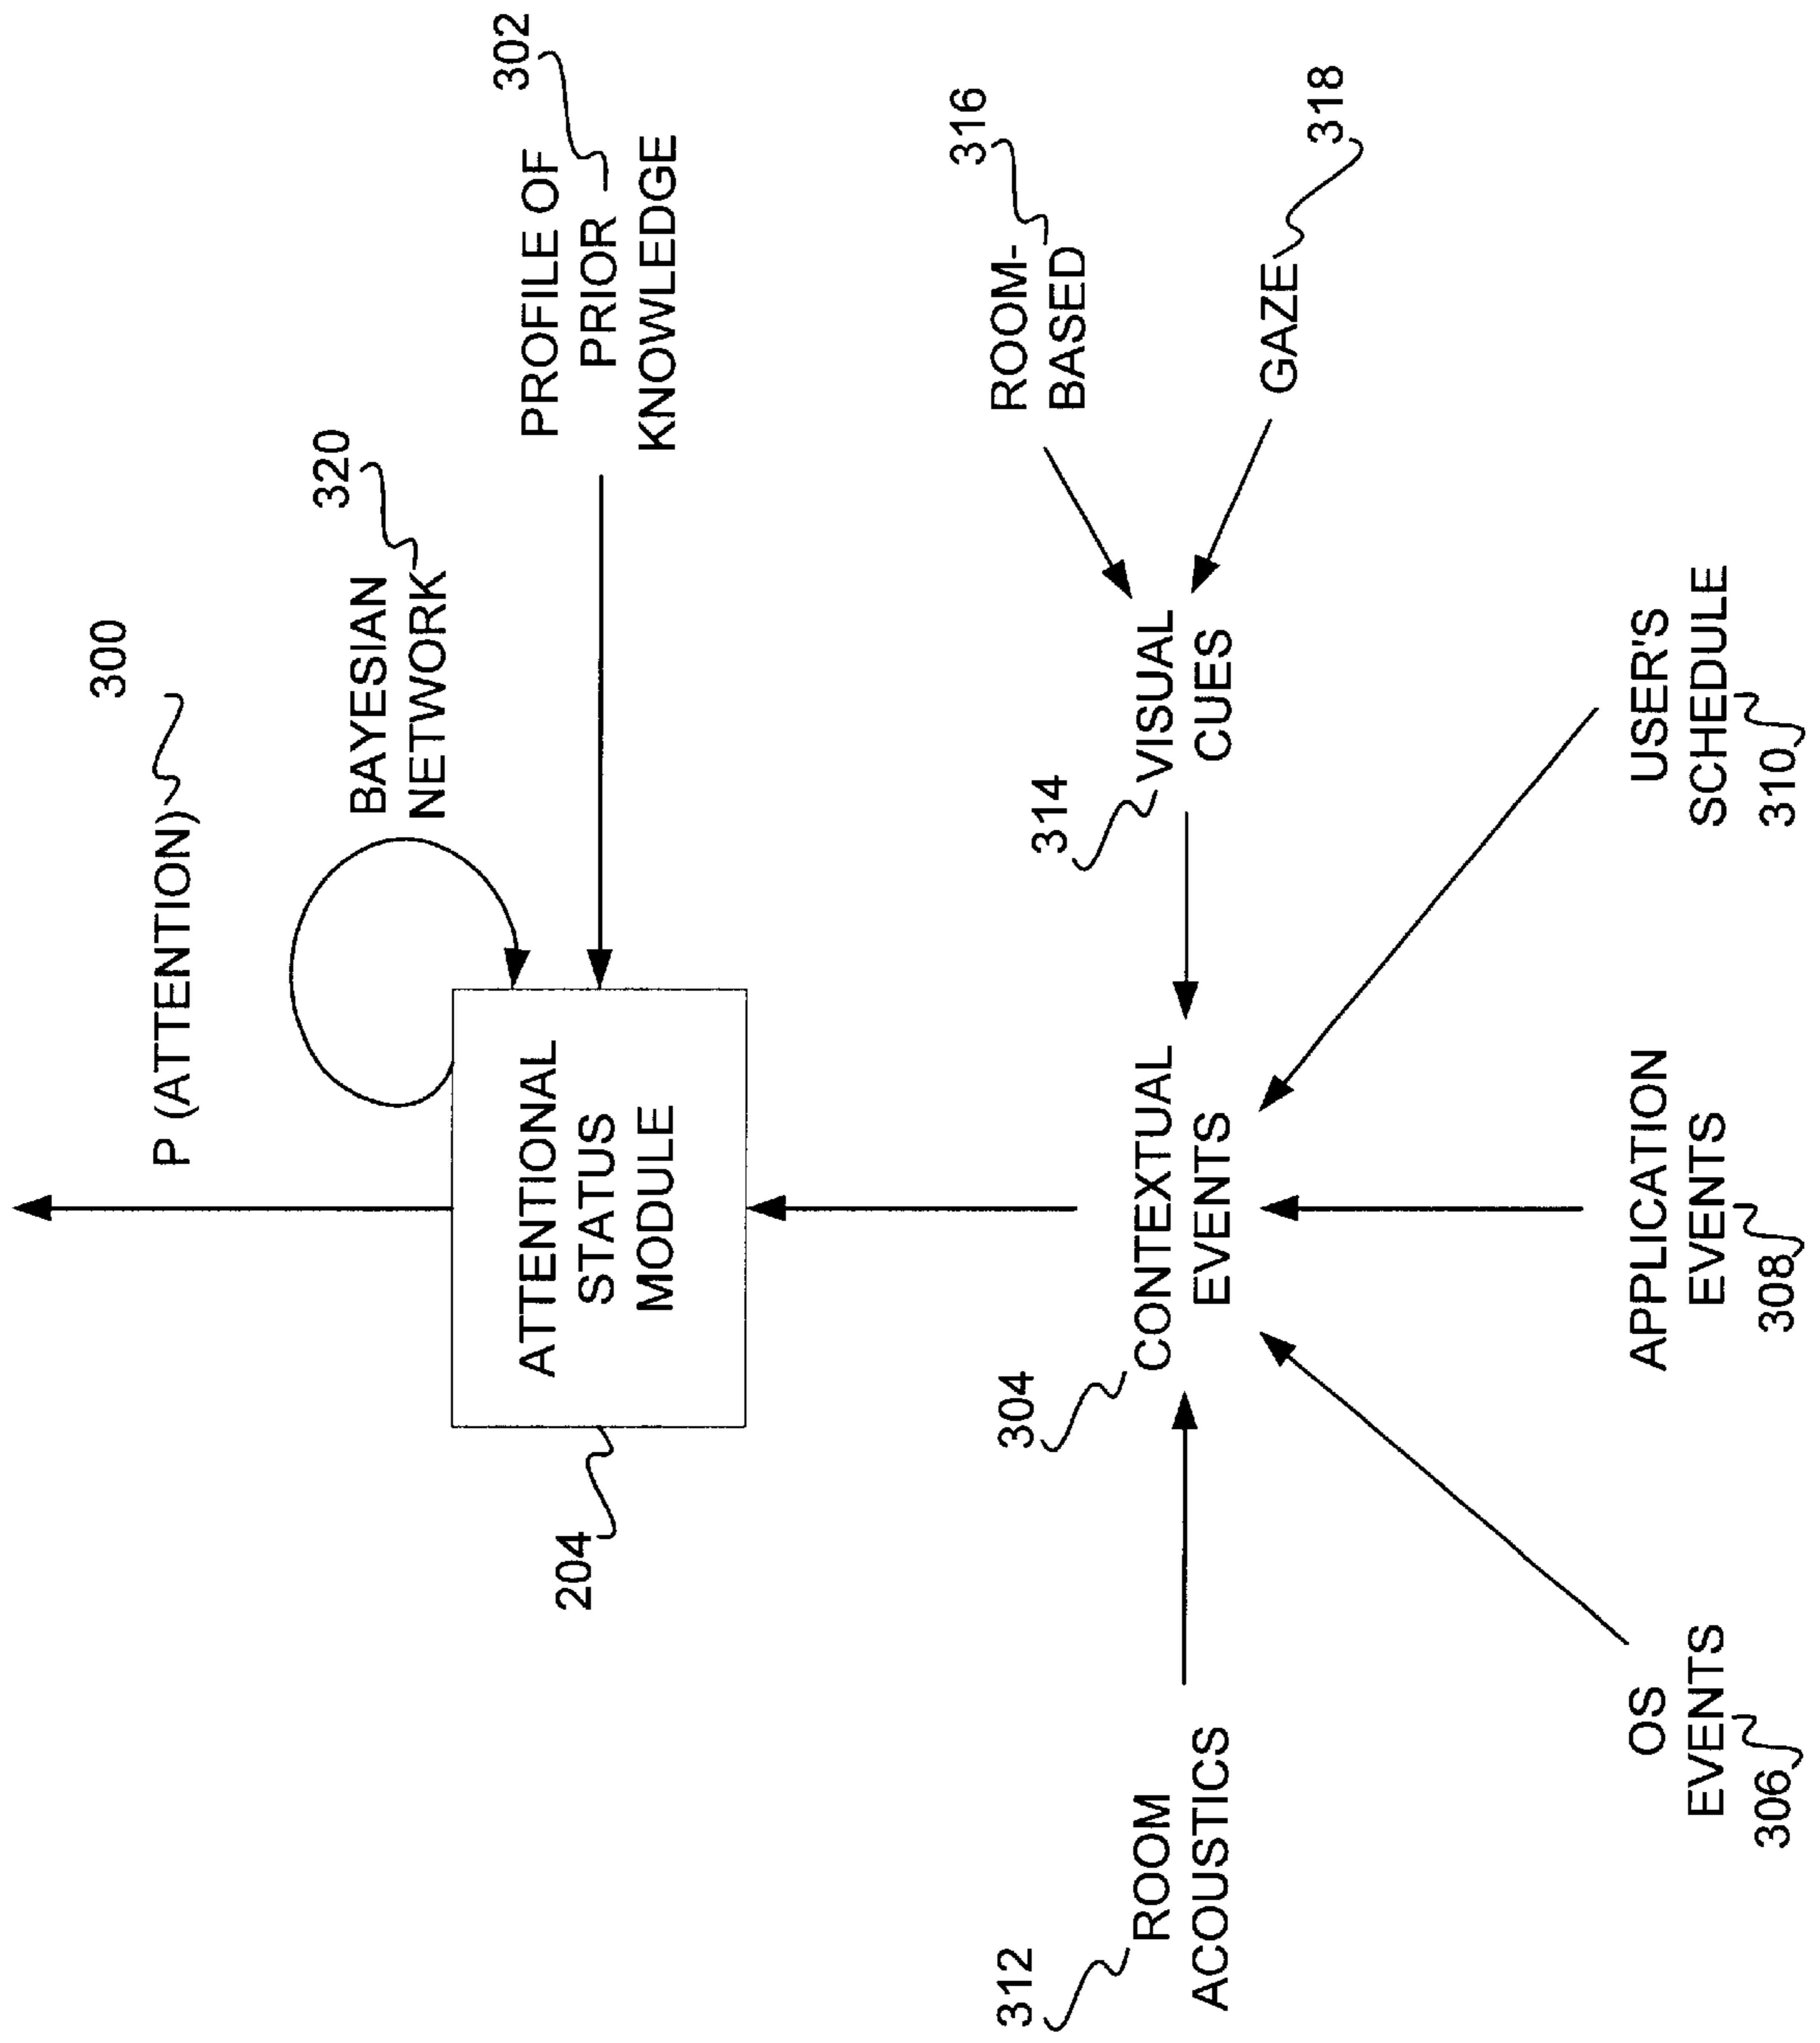 300
P (ATTENTION)
BAYESIAN
NETWORK
320
302
PROFILE OF
PRIOR
KNOWLEDGE
ATTENTIONAL
STATUS
MODULE
204
304
CONTEXTUAL
EVENTS
314
VISUAL
CUES
316
ROOM-
BASED
GAZE
318
312
ROOM
ACOUSTICS
OS
EVENTS
306
APPLICATION
EVENTS
308
USER'S
SCHEDULE
310